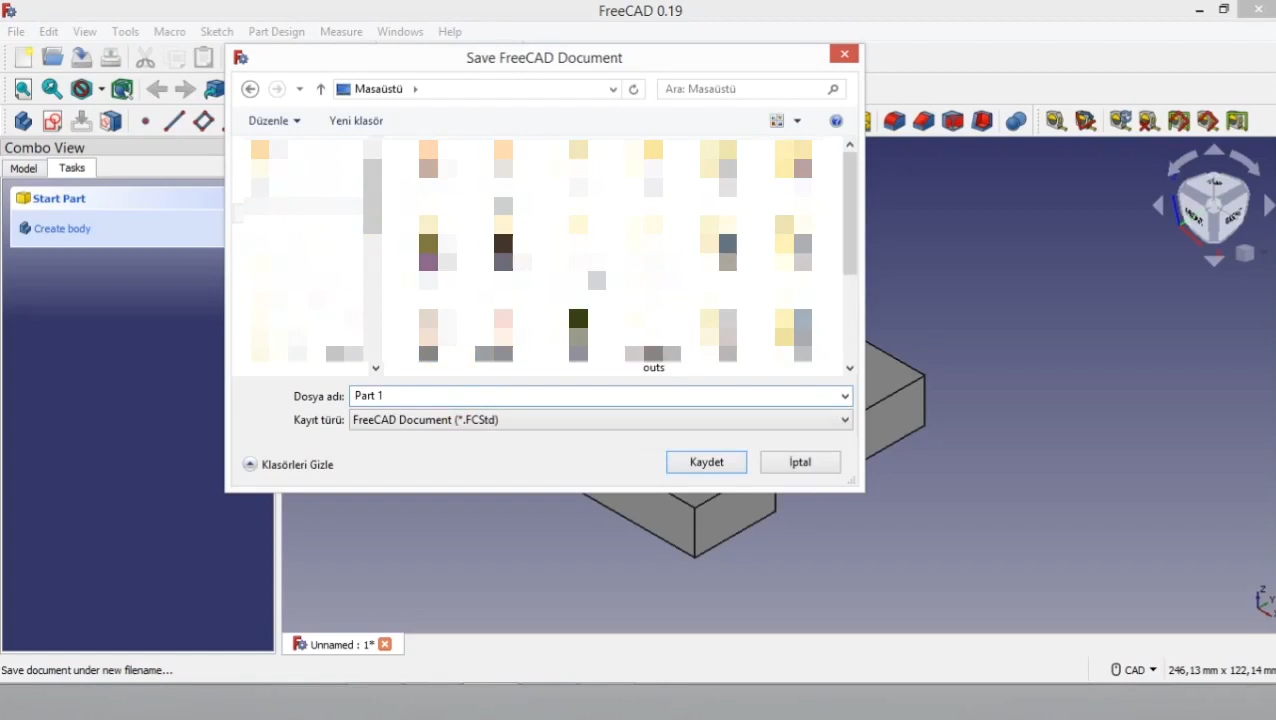 FreeCAD 0.19
File Edit View Tools Macro Sketch Part Design Measure Windows Help
Save FreeCAD Document
Masaüstü
Ara: Masaüstü
Düzenle
Yeni klasör
Combo View
Model
Tasks
Start Part
Create body
outs
Dosya adı: Part 1
Kayıt türü: FreeCAD Document (*.FCStd)
Klasörleri Gizle
Kaydet
İptal
Unnamed : 1*
Save document under new filename...
CAD
246,13 mm x 122,14 mm
Z
Y